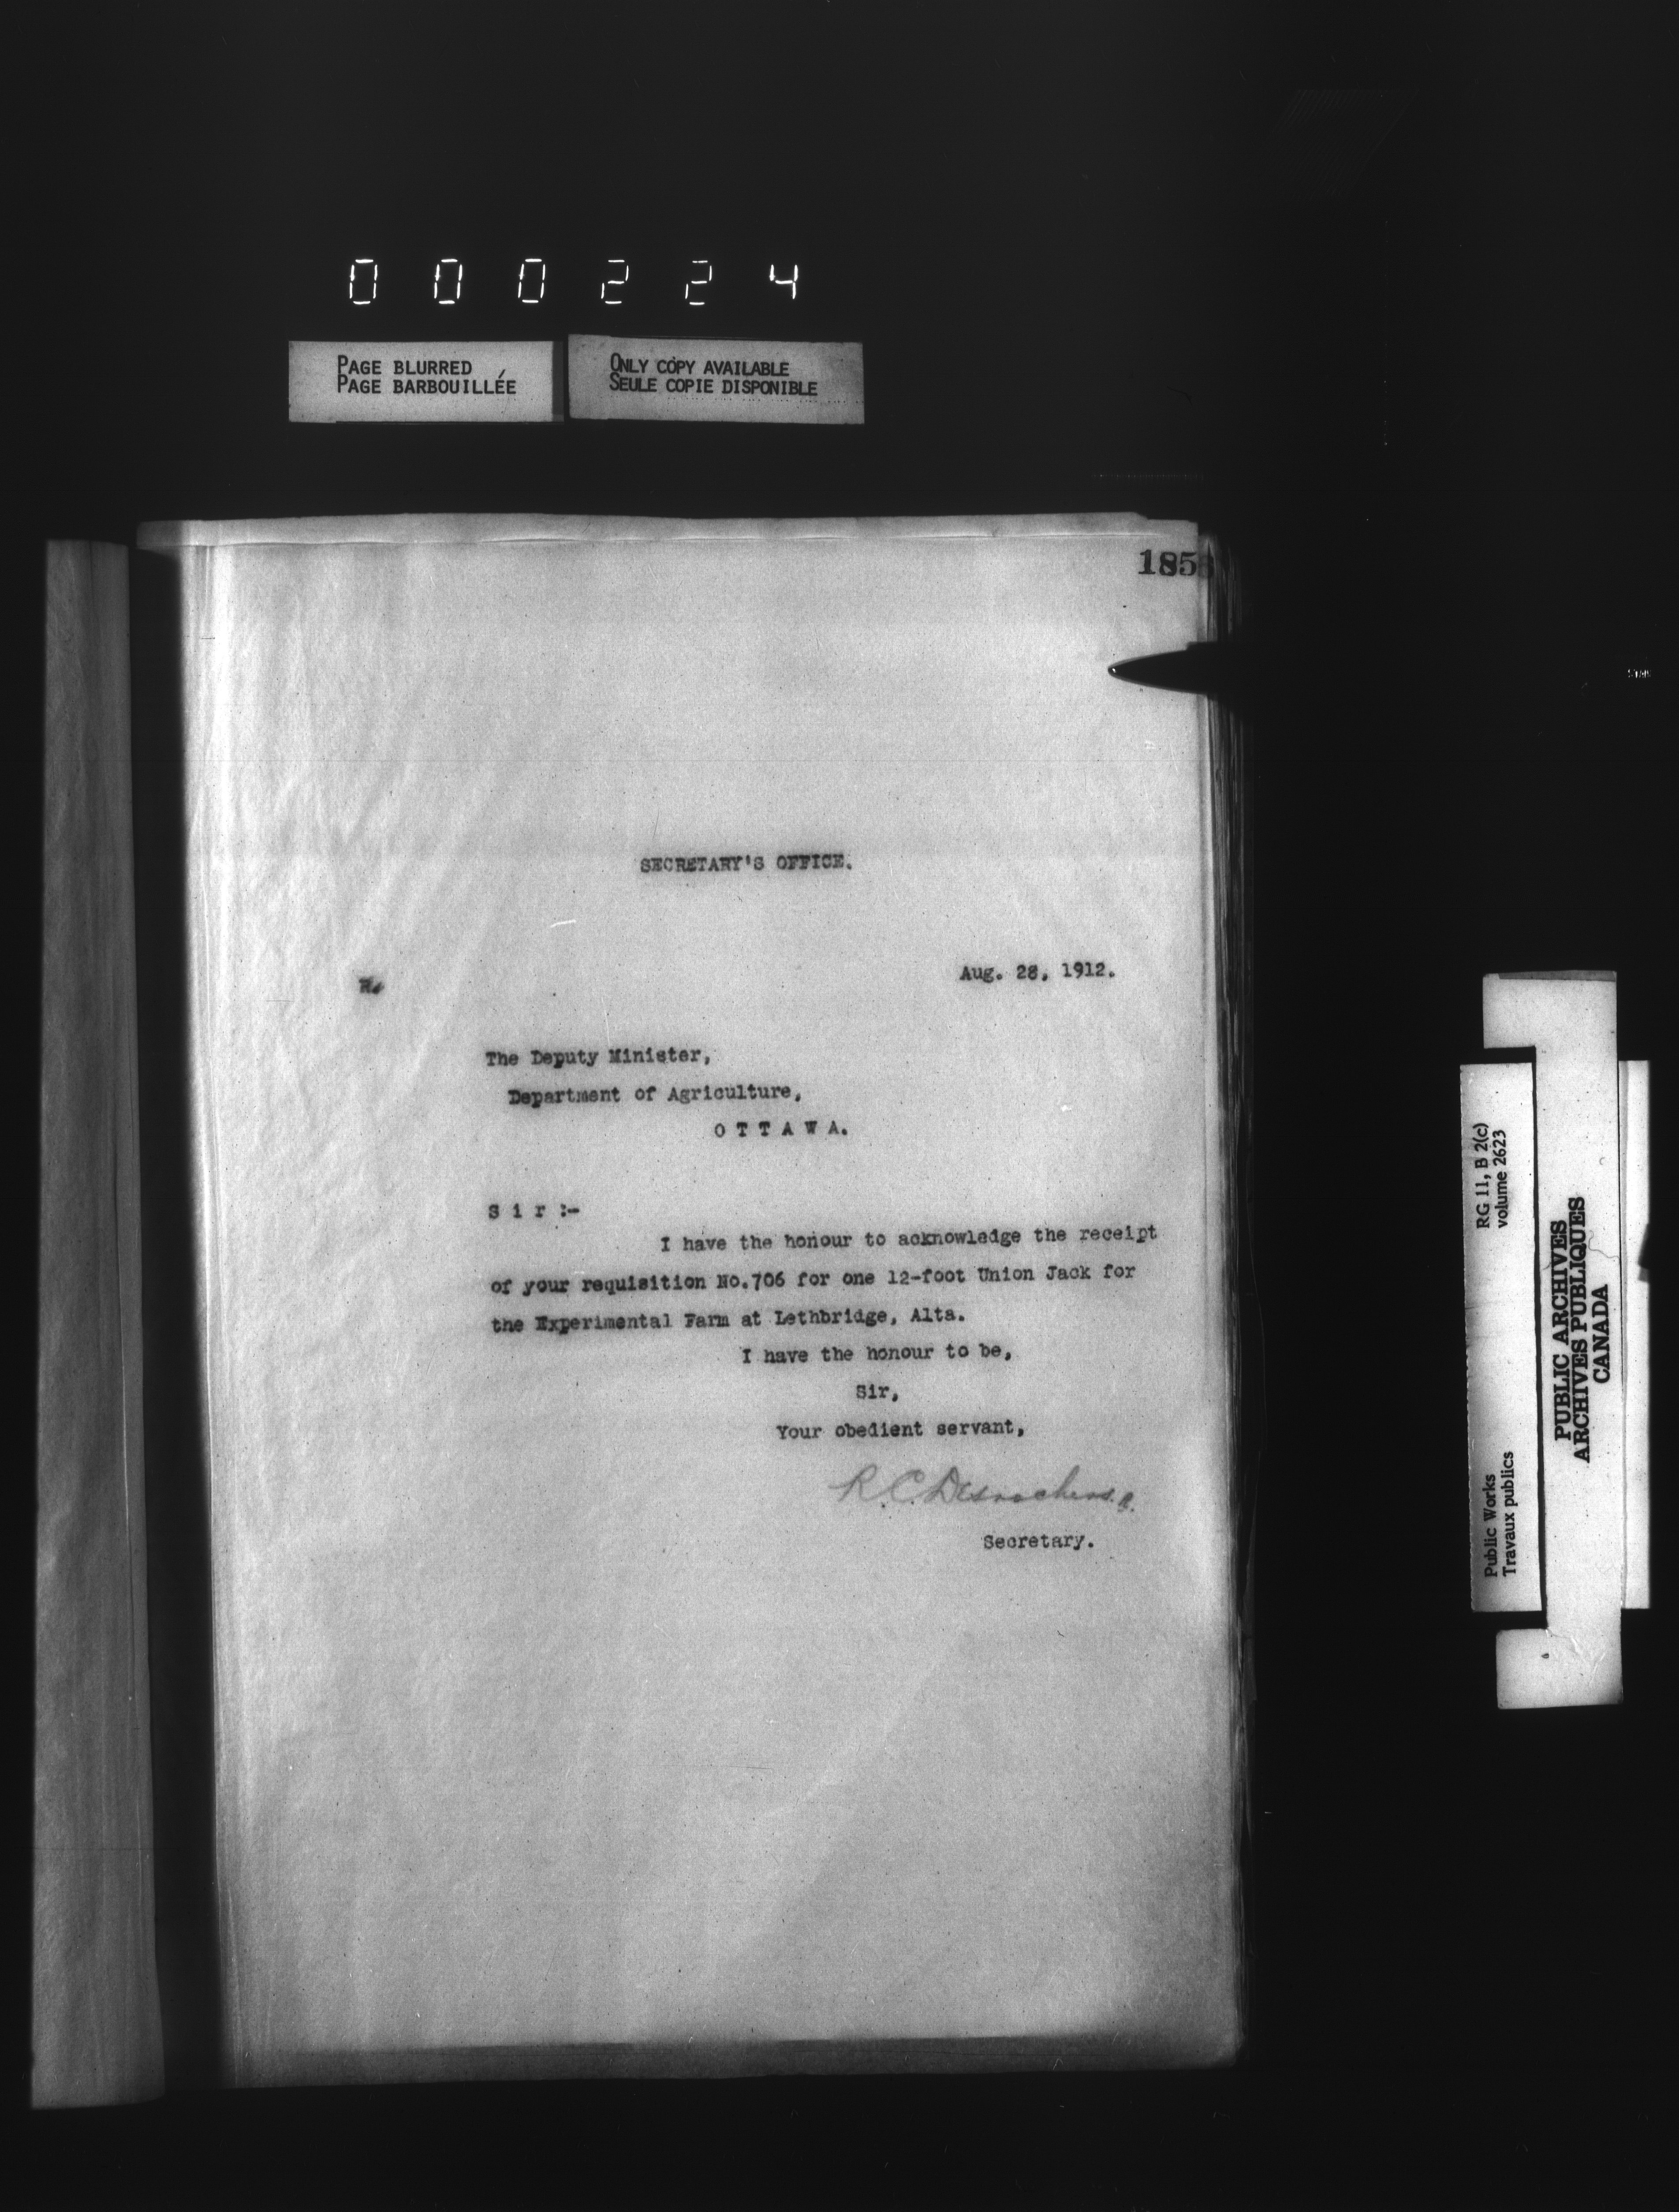 000224
PAGE BLURRED
PAGE BARBOUILLÉE
ONLY COPY AVAILABLE
SEULE COPIE DISPONIBLE
185
SECRETARY'S OFFICE.
Aug. 28, 1912.
The Deputy Minister,
Department of Agriculture,
O T T A W A.
S i r :-
I have the honour to acknowledge the receipt
of your requisition No.706 for one 12-foot Union Jack for
the Experimental Farm at Lethbridge, Alta.
I have the honour to be,
Sir,
Your obedient servant,
R.C. Desrochers.
Secretary.
RG 11, B 2(c)
volume 2623
Public Works
Travaux publics
PUBLIC ARCHIVES
ARCHIVES PUBLIQUES
CANADA